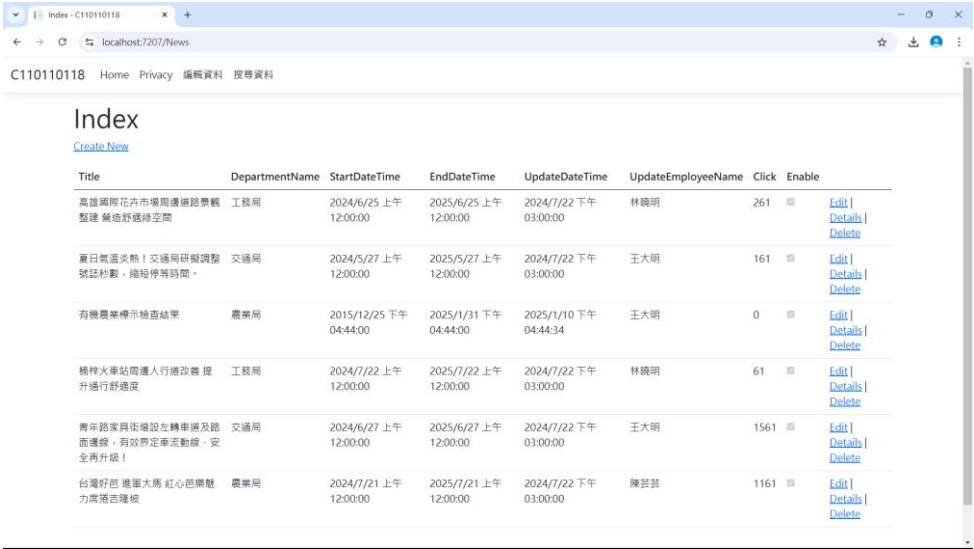 Index - C110110118
localhost:7207/News
C110110118 Home Privacy 編輯資料 搜尋資料
Index
Create New
Title DepartmentName StartDateTime EndDateTime UpdateDateTime UpdateEmployeeName Click Enable
高雄國際花卉市場周邊道路景觀 工務局 2024/6/25 上午 2025/6/25 上午 2024/7/22 下午 林曉明 261 Edit |
整建 營造舒適綠空間 12:00:00 12:00:00 03:00:00 Details |
Delete
夏日氣溫炎熱！交通局研擬調整 交通局 2024/5/27 上午 2025/5/27 上午 2024/7/22 下午 王大明 161 Edit |
號誌秒數，縮短停等時間。 12:00:00 12:00:00 03:00:00 Details |
Delete
有機農業標示檢查結果 農業局 2015/12/25 下午 2025/1/31 下午 2025/1/10 下午 王大明 0 Edit |
04:44:00 04:44:00 04:44:34 Details |
Delete
楠梓火車站周邊人行道改善 提 工務局 2024/7/22 上午 2025/7/22 上午 2024/7/22 下午 林曉明 61 Edit |
升通行舒適度 12:00:00 12:00:00 03:00:00 Details |
Delete
青年路家具街增設左轉車道及路 交通局 2024/6/27 上午 2025/6/27 上午 2024/7/22 下午 王大明 1561 Edit |
面邊線，有效界定車流動線、安 12:00:00 12:00:00 03:00:00 Details |
全再升級！ Delete
台灣好芭 進軍大馬 紅心芭樂魅 農業局 2024/7/21 上午 2025/7/21 上午 2024/7/22 下午 陳芸芸 1161 Edit |
力席捲吉隆坡 12:00:00 12:00:00 03:00:00 Details |
Delete